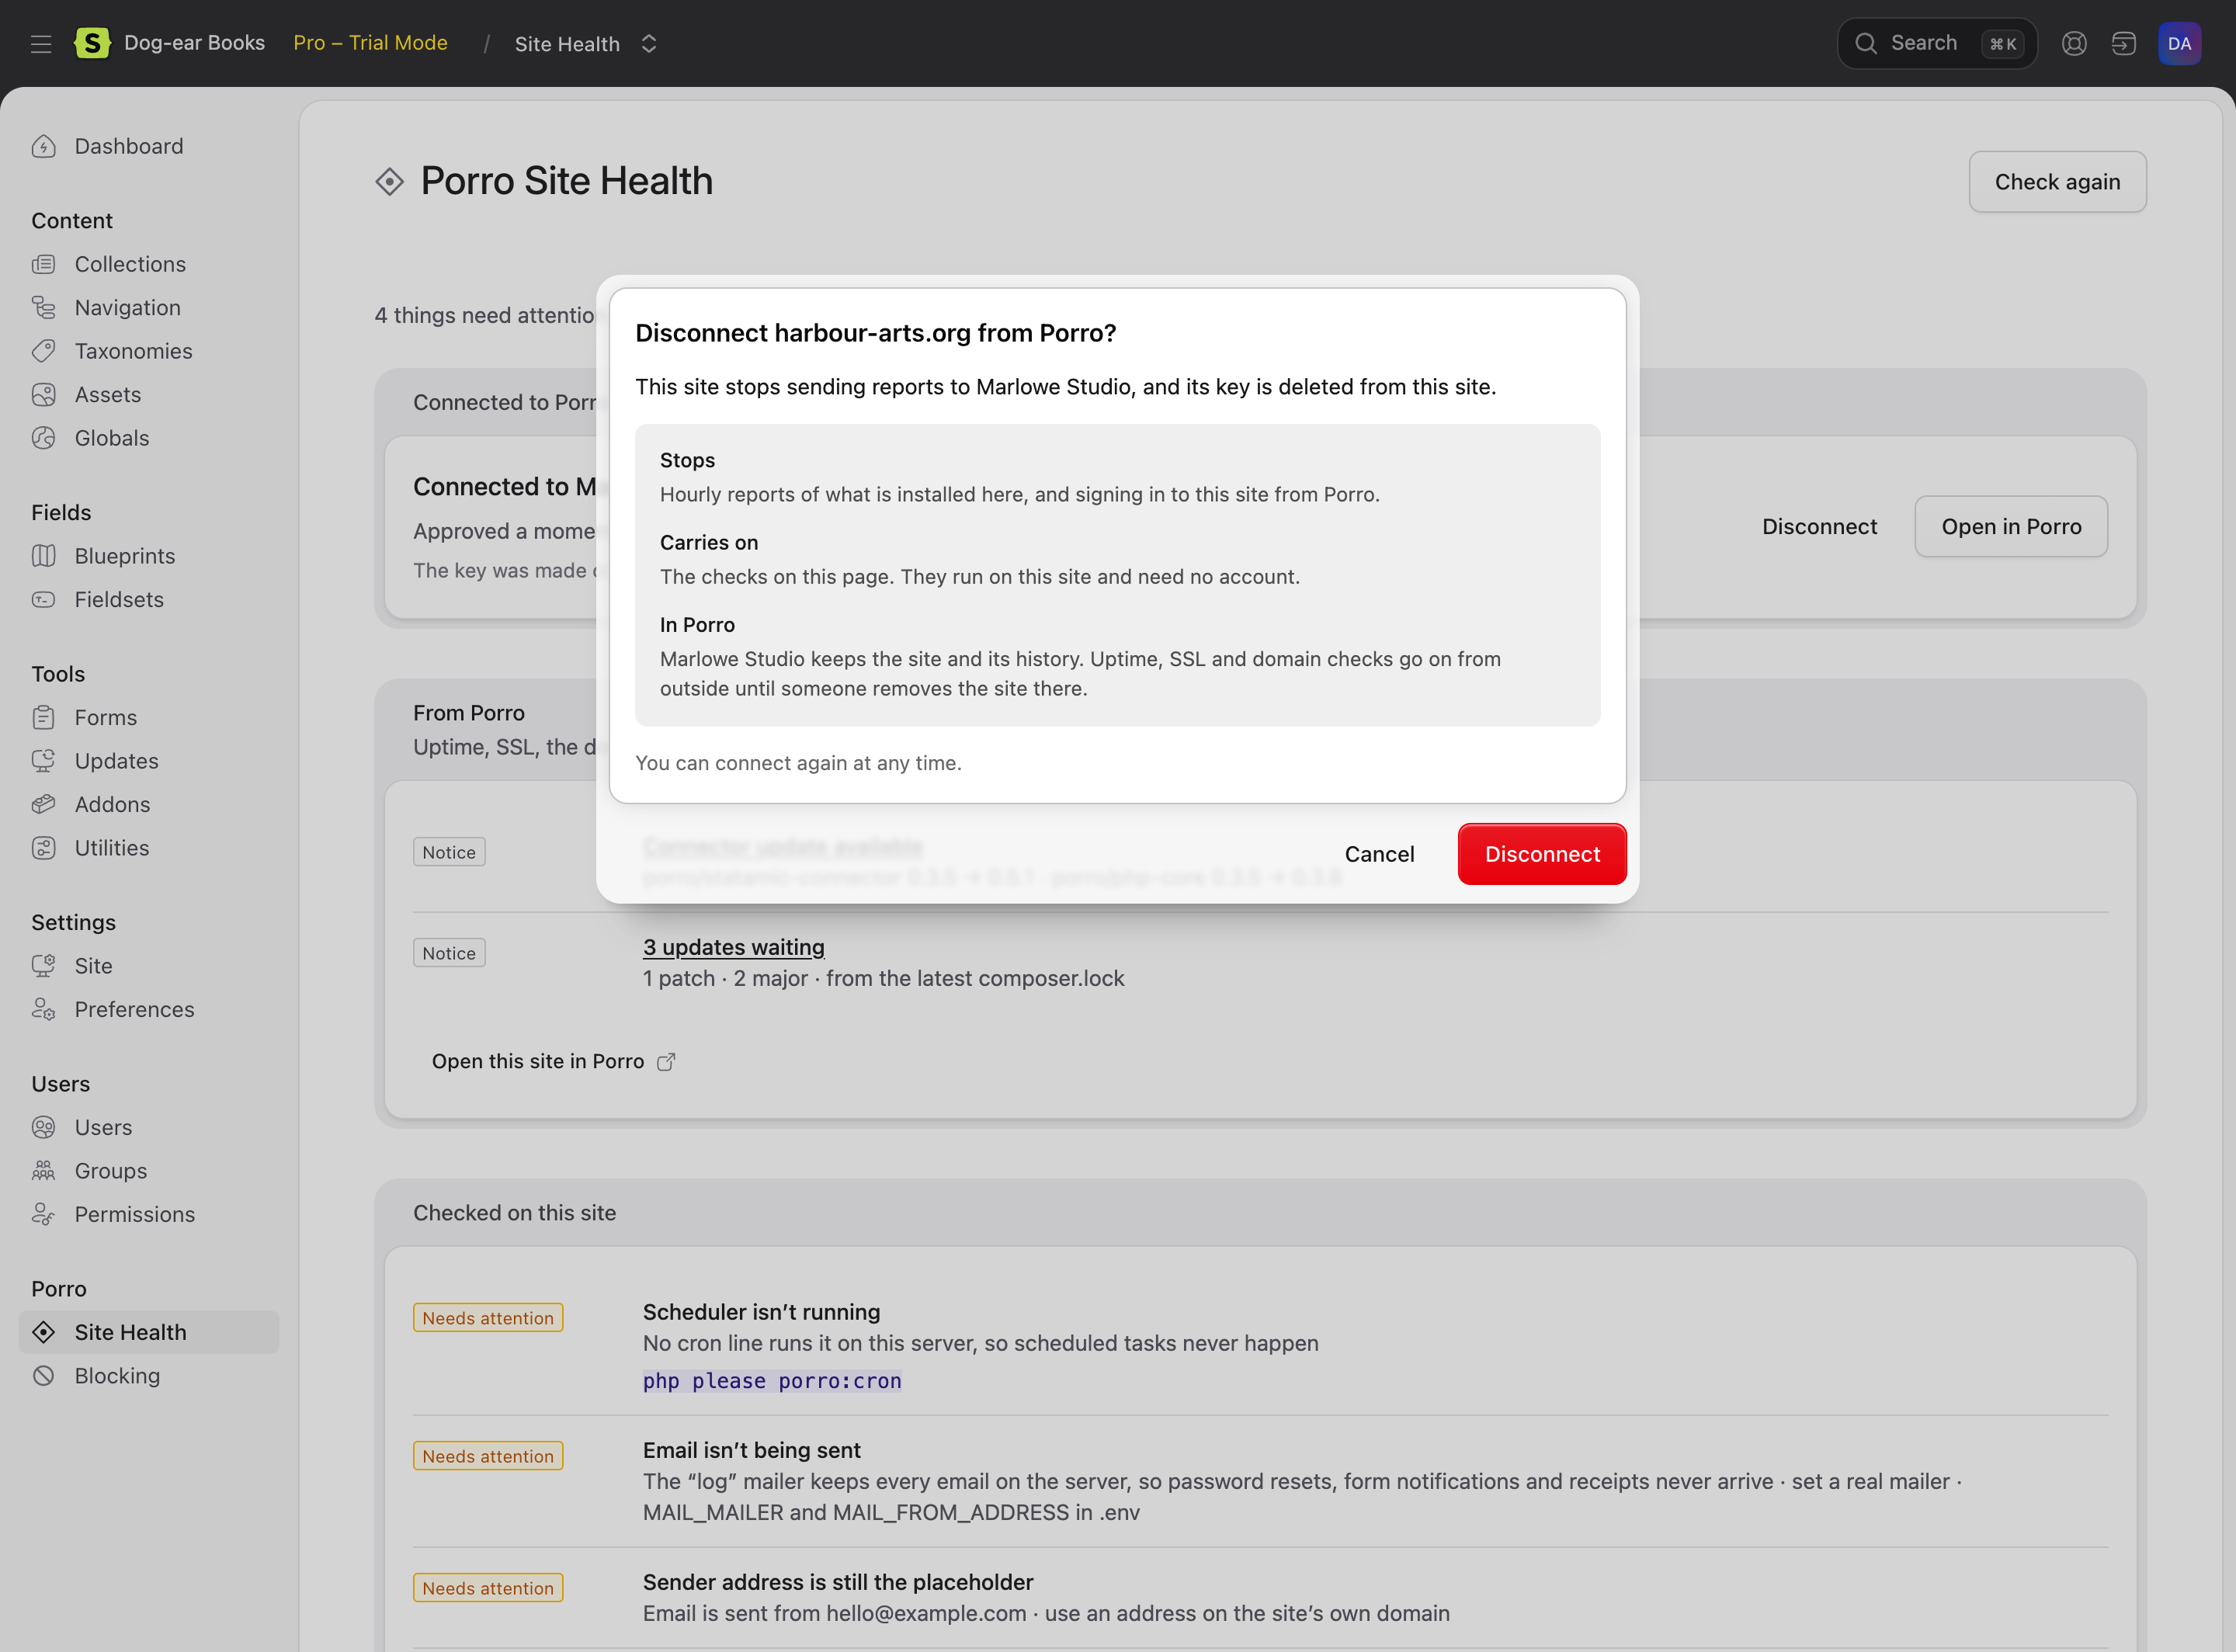 S Dog-ear Books Pro – Trial Mode / Site Health Search ⌘K DA
Dashboard
Content
Collections
Navigation
Taxonomies
Assets
Globals
Fields
Blueprints
Fieldsets
Tools
Forms
Updates
Addons
Utilities
Settings
Site
Preferences
Users
Users
Groups
Permissions
Porro
Site Health
Blocking
Porro Site Health
Check again
4 things need
Connected to
Connected to
Approved a
The key was made
Disconnect
Open in Porro
Disconnect harbour-arts.org from Porro?
This site stops sending reports to Marlowe Studio, and its key is deleted from this site.
Stops
Hourly reports of what is installed here, and signing in to this site from Porro.
Carries on
The checks on this page. They run on this site and need no account.
In Porro
Marlowe Studio keeps the site and its history. Uptime, SSL and domain checks go on from
outside until someone removes the site there.
You can connect again at any time.
Cancel
Disconnect
From Porro
Uptime, SSL, the
Notice
Connector update available
Notice
3 updates waiting
1 patch · 2 major · from the latest composer.lock
Open this site in Porro
Checked on this site
Needs attention
Scheduler isn’t running
No cron line runs it on this server, so scheduled tasks never happen
php please porro:cron
Needs attention
Email isn’t being sent
The “log” mailer keeps every email on the server, so password resets, form notifications and receipts never arrive · set a real mailer ·
MAIL_MAILER and MAIL_FROM_ADDRESS in .env
Needs attention
Sender address is still the placeholder
Email is sent from hello@example.com · use an address on the site’s own domain